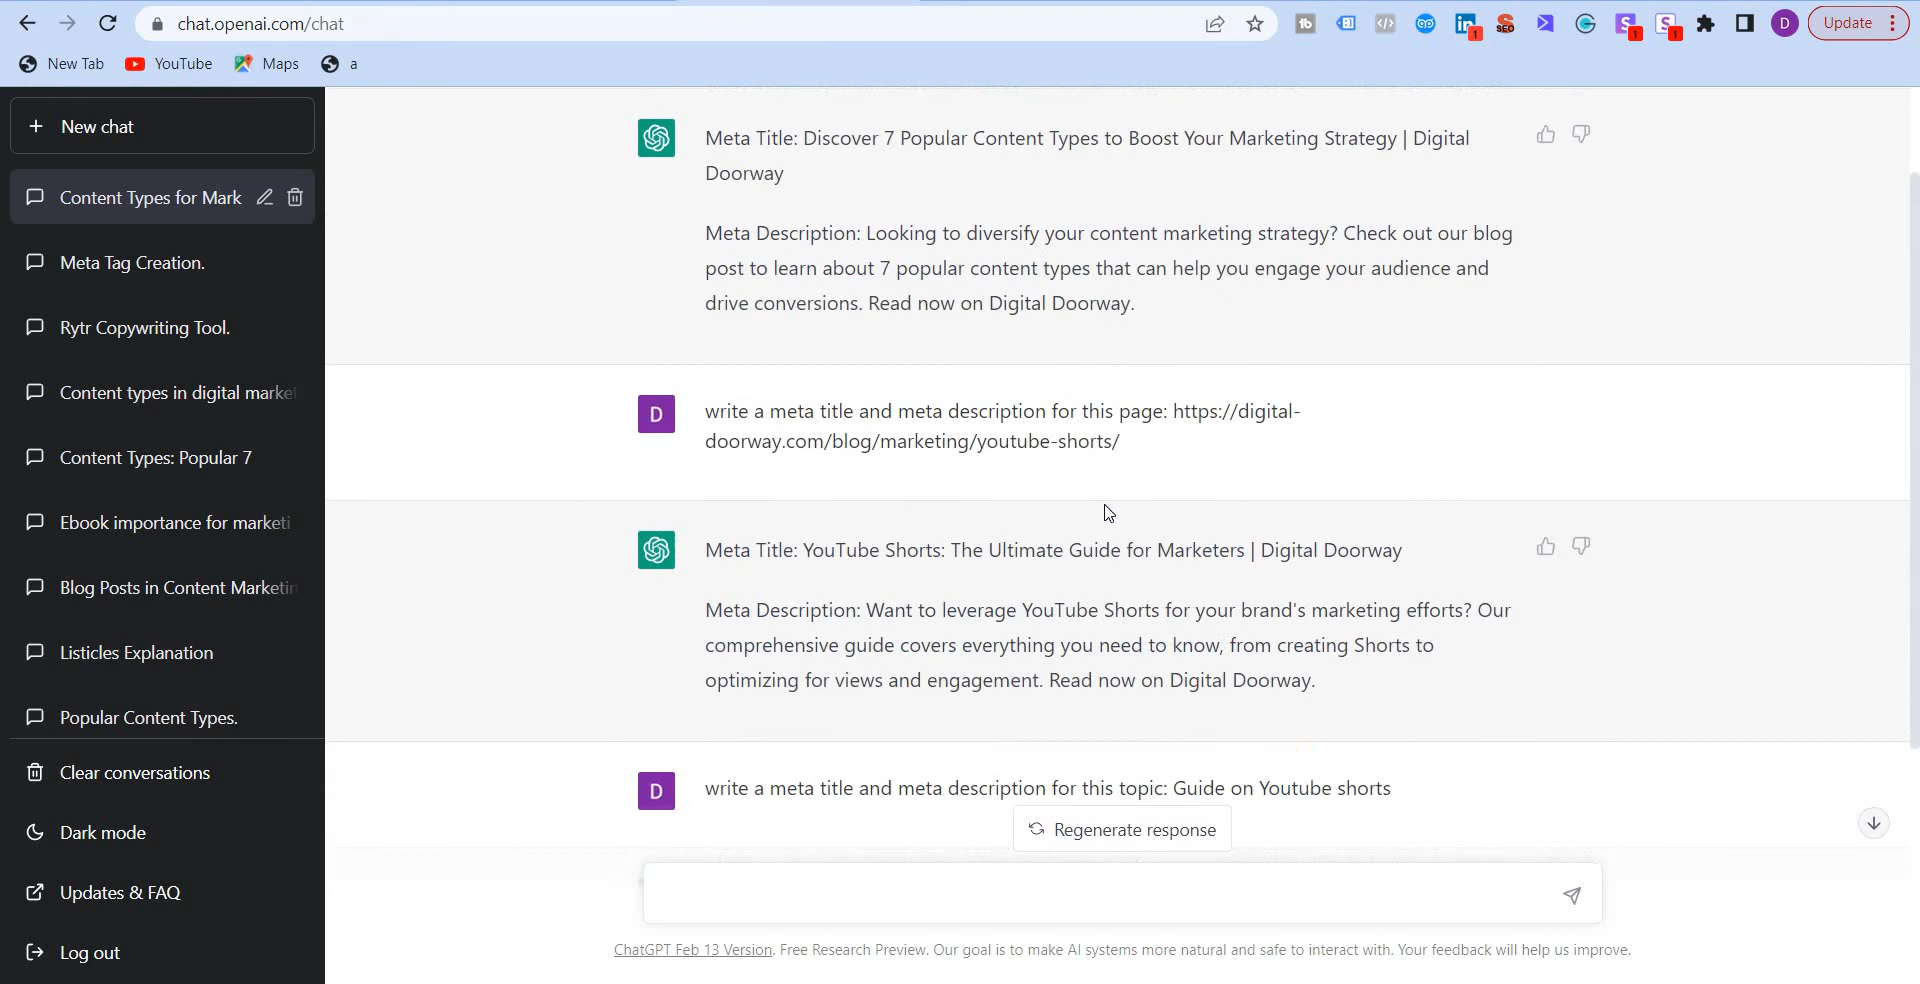 chat.openai.com/chat
Update
New Tab
YouTube
Maps
a
New chat
Content Types for Mark
Meta Tag Creation.
Rytr Copywriting Tool.
Content types in digital market
Content Types: Popular 7
Ebook importance for marketi
Blog Posts in Content Marketin
Listicles Explanation
Popular Content Types.
Clear conversations
Dark mode
Updates & FAQ
Log out
Meta Title: Discover 7 Popular Content Types to Boost Your Marketing Strategy | Digital
Doorway
Meta Description: Looking to diversify your content marketing strategy? Check out our blog
post to learn about 7 popular content types that can help you engage your audience and
drive conversions. Read now on Digital Doorway.
D
write a meta title and meta description for this page: https://digital-
doorway.com/blog/marketing/youtube-shorts/
Meta Title: YouTube Shorts: The Ultimate Guide for Marketers | Digital Doorway
Meta Description: Want to leverage YouTube Shorts for your brand's marketing efforts? Our
comprehensive guide covers everything you need to know, from creating Shorts to
optimizing for views and engagement. Read now on Digital Doorway.
D
write a meta title and meta description for this topic: Guide on Youtube shorts
Regenerate response
ChatGPT Feb 13 Version. Free Research Preview. Our goal is to make AI systems more natural and safe to interact with. Your feedback will help us improve.